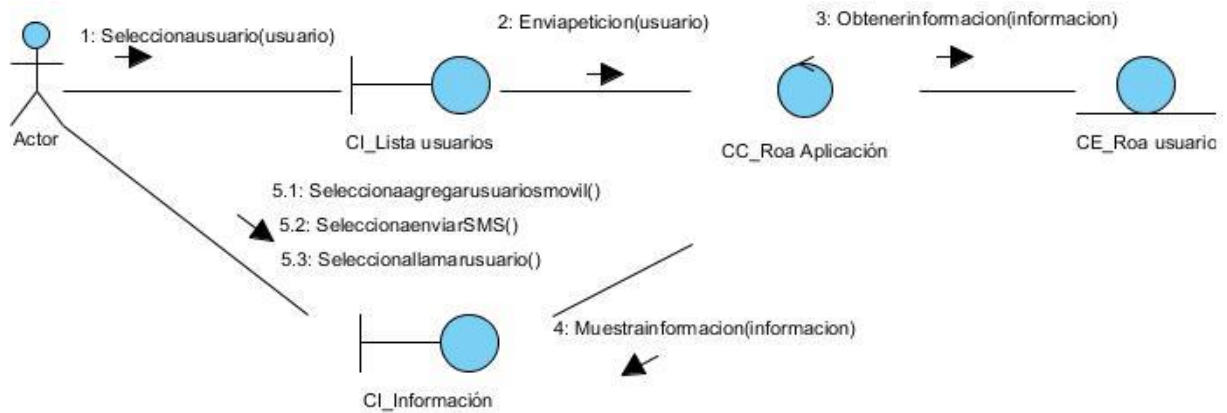 1: Seleccionausuario(usuario)
2: Enviapeticion(usuario)
3: Obtenerinformacion(informacion)
Actor
CI_Lista usuarios
CC_Roa Aplicación
CE_Roa usuario
5.1: Seleccionaagregarusuariosmovil()
5.2: SeleccionaenviarSMS()
5.3: Seleccionallamarusuario()
4: Muestrainformacion(informacion)
CI_Información